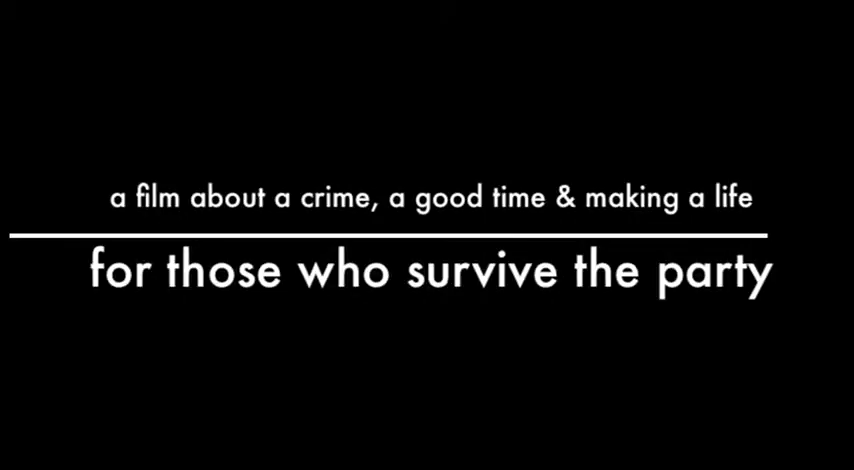 a film about a crime, a good time & making a life
for those who survive the party